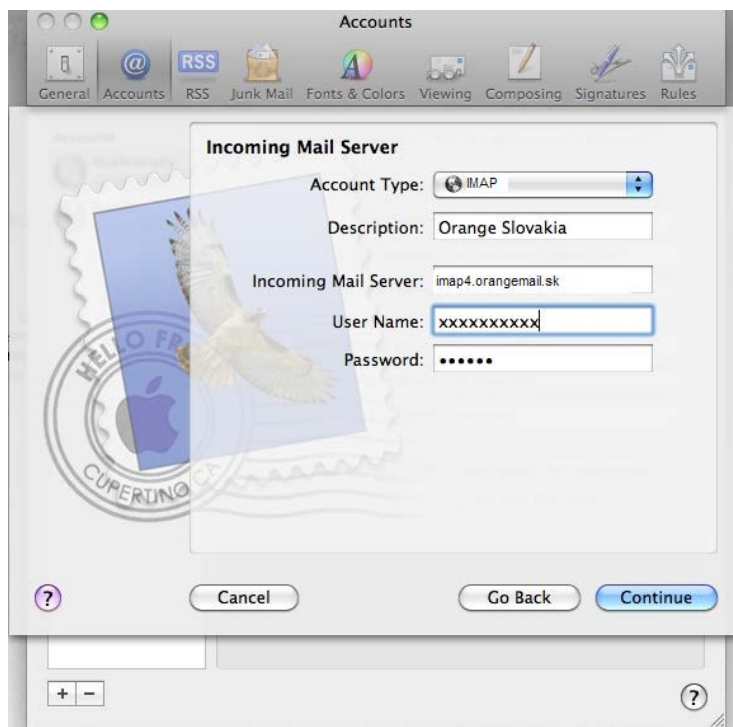 Accounts
General Accounts RSS Junk Mail Fonts & Colors Viewing Composing Signatures Rules
RSS
Incoming Mail Server
Account Type: IMAP
Description: Orange Slovakia
Incoming Mail Server: imap4.orangemail.sk
User Name: xxxxxxxxxx
Password: ••••••
HELLO FR
CUPERTINO CA
? Cancel Go Back Continue
+ − ?